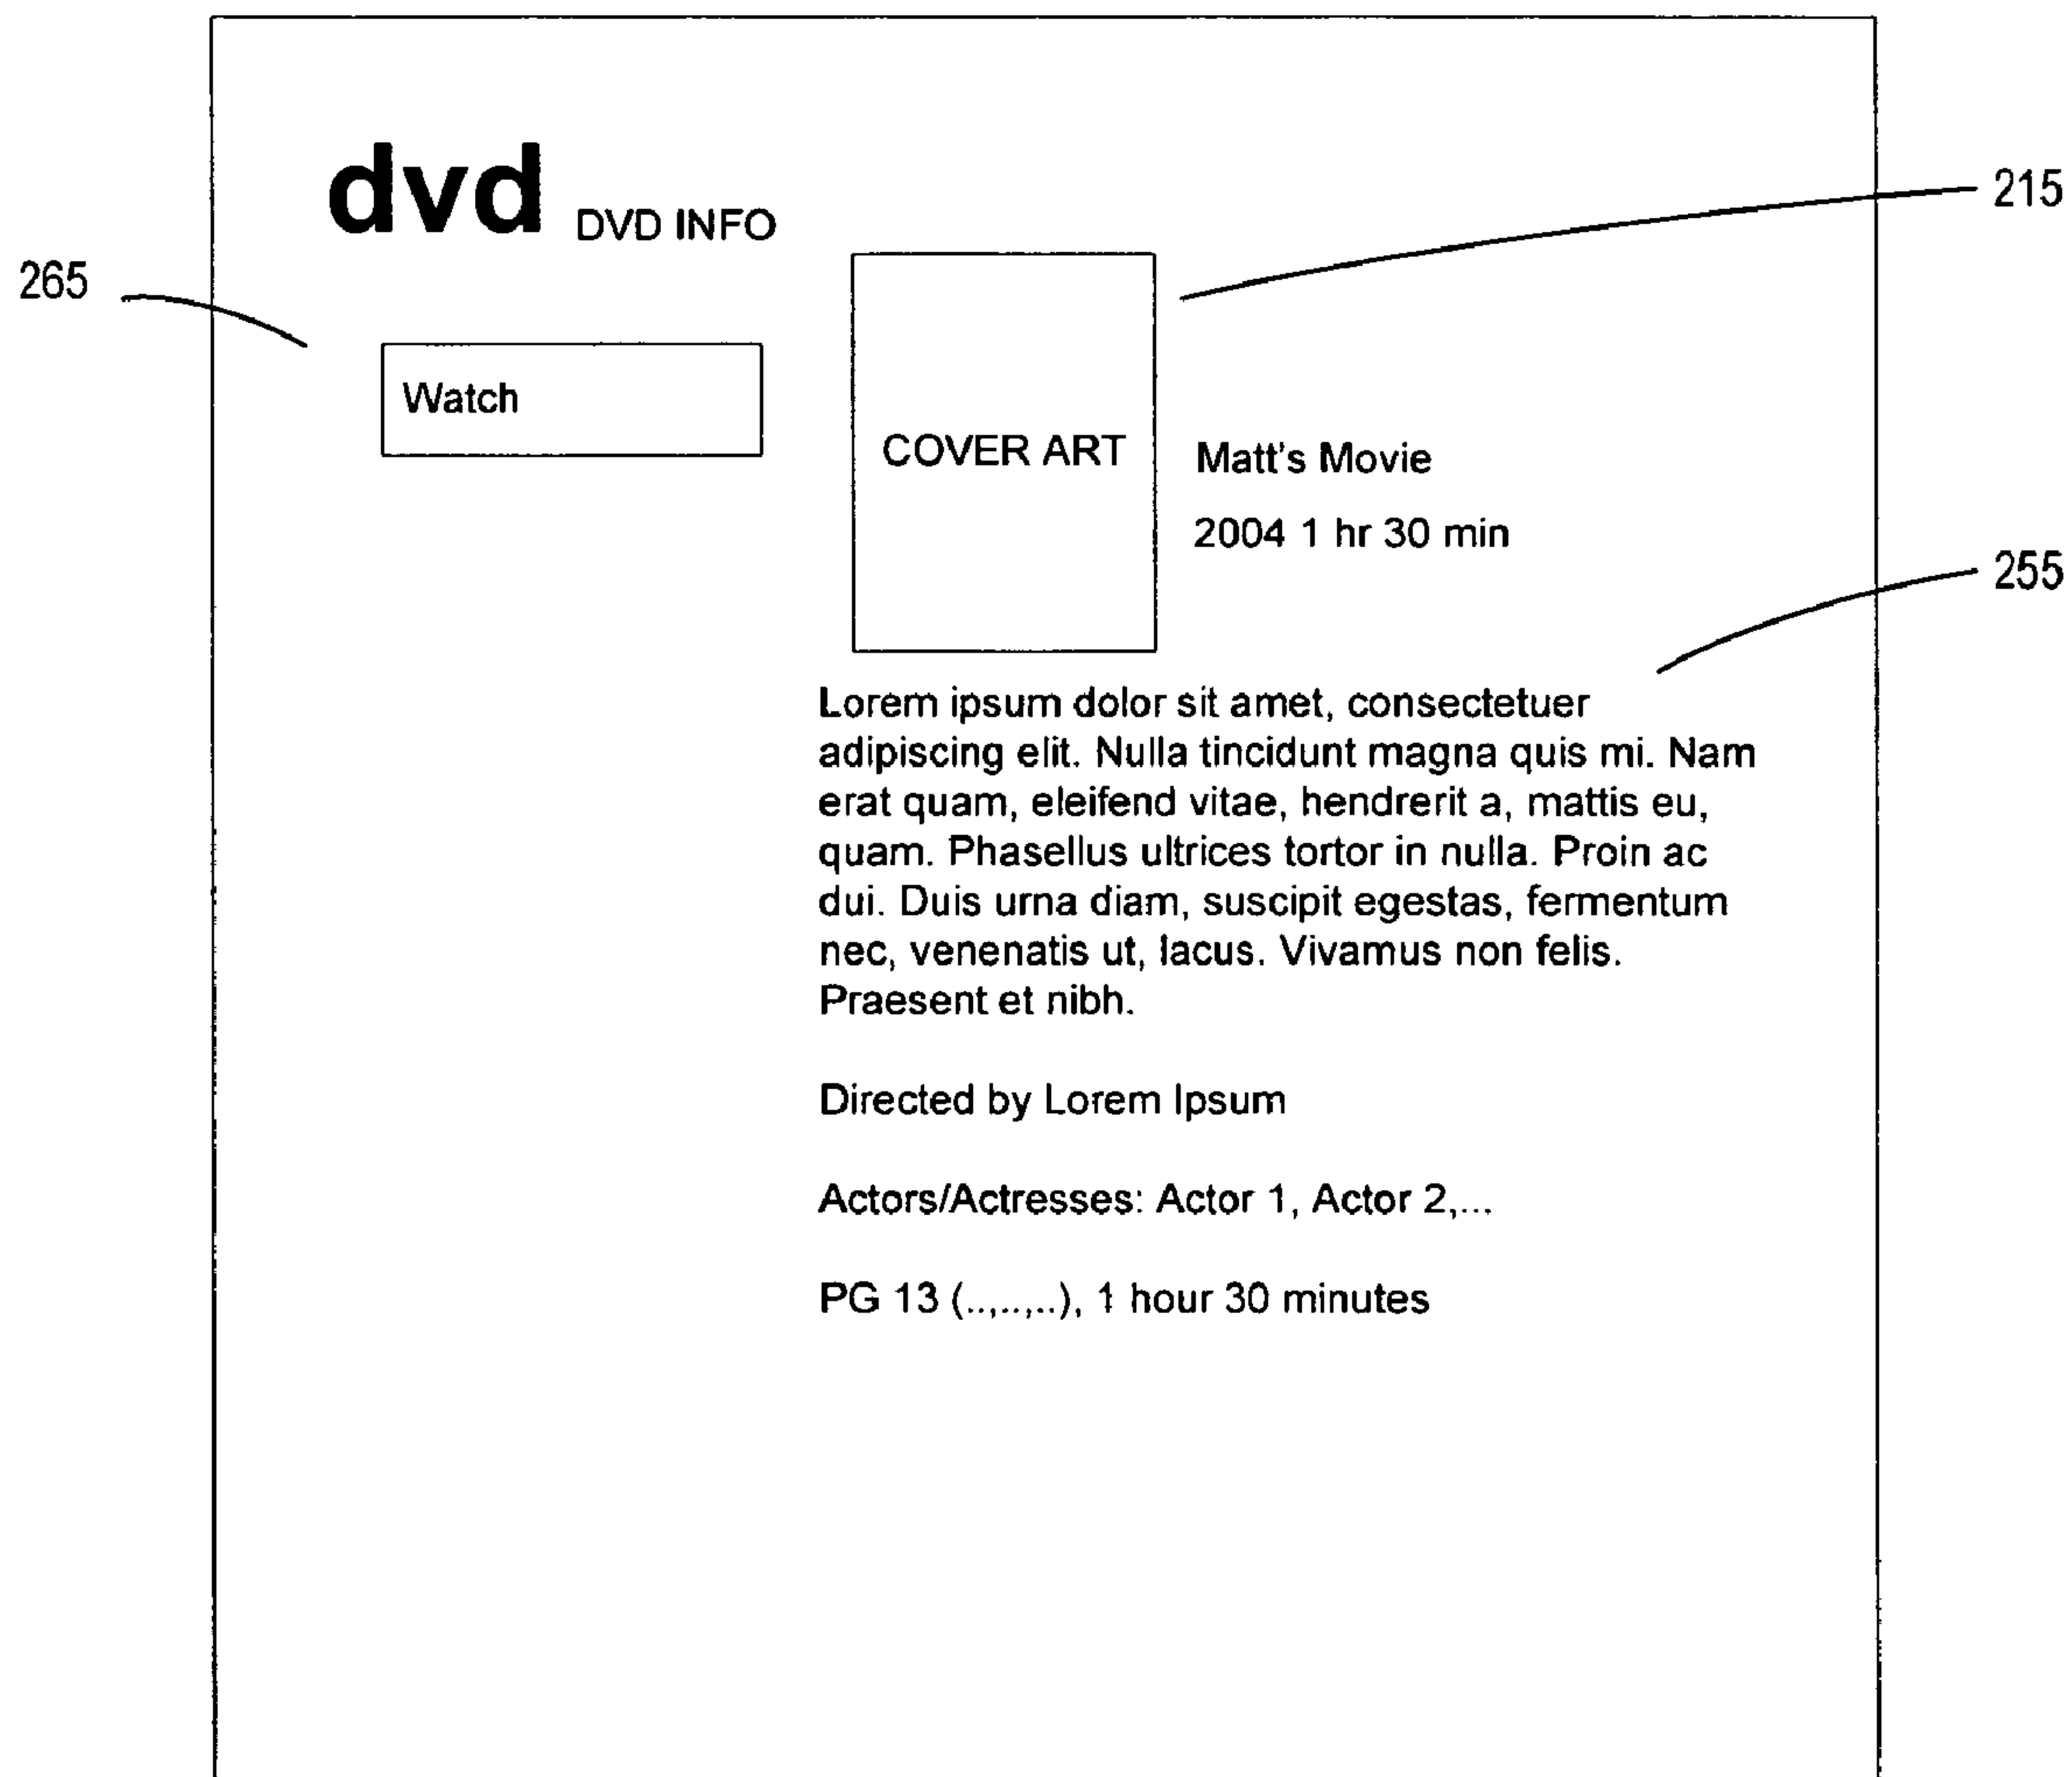 dvd DVD INFO
215
265
Watch
COVER ART
Matt's Movie
2004 1 hr 30 min
255
Lorem ipsum dolor sit amet, consectetuer
adipiscing elit. Nulla tincidunt magna quis mi. Nam
erat quam, eleifend vitae, hendrerit a, mattis eu,
quam. Phasellus ultrices tortor in nulla. Proin ac
dui. Duis urna diam, suscipit egestas, fermentum
nec, venenatis ut, lacus. Vivamus non felis.
Praesent et nibh.
Directed by Lorem Ipsum
Actors/Actresses: Actor 1, Actor 2,...
PG 13 (..,..,..), 1 hour 30 minutes